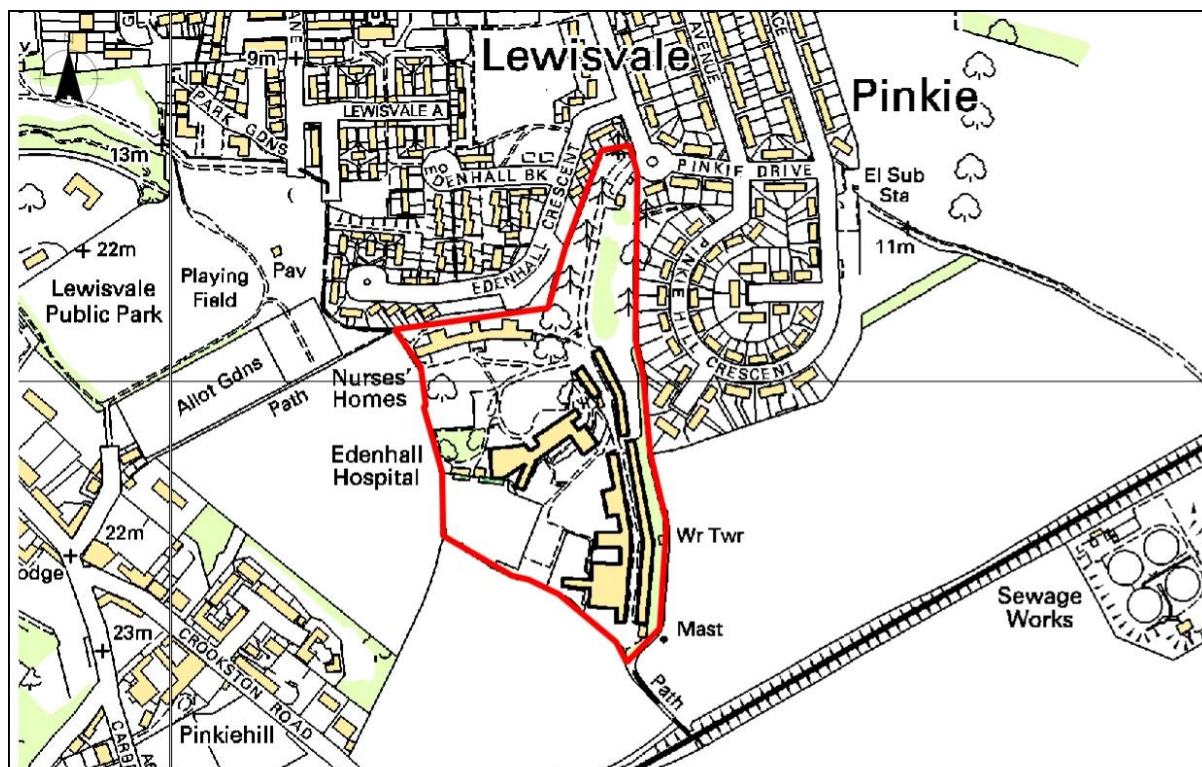 Lewisvale
Pinkie
9m
AVENUE
LEWISVALE A
PARK GDNS
13m
EDENHALL BK
EDENHALL CRESCENT
PINKIE DRIVE
El Sub
Sta
11m
22m
Lewisvale
Public Park
Playing
Field
Pav
PINKIE H
CRESCENT
Allot Gdns
Path
Nurses'
Homes
Edenhall
Hospital
22m
odge
23m
CROOKSTON ROAD
Pinkiehill
CARBE
Wr Twr
Mast
Path
Sewage
Works